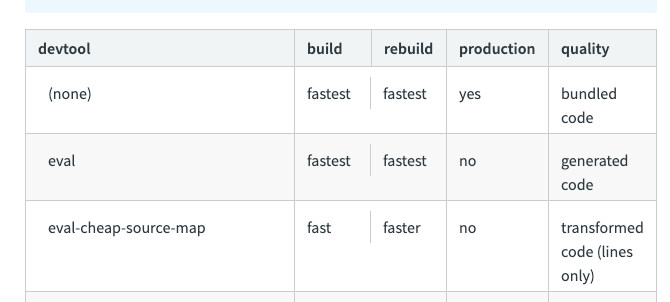 devtool build rebuild production quality
(none) fastest fastest yes bundled
code
eval fastest fastest no generated
code
eval-cheap-source-map fast faster no transformed
code (lines
only)